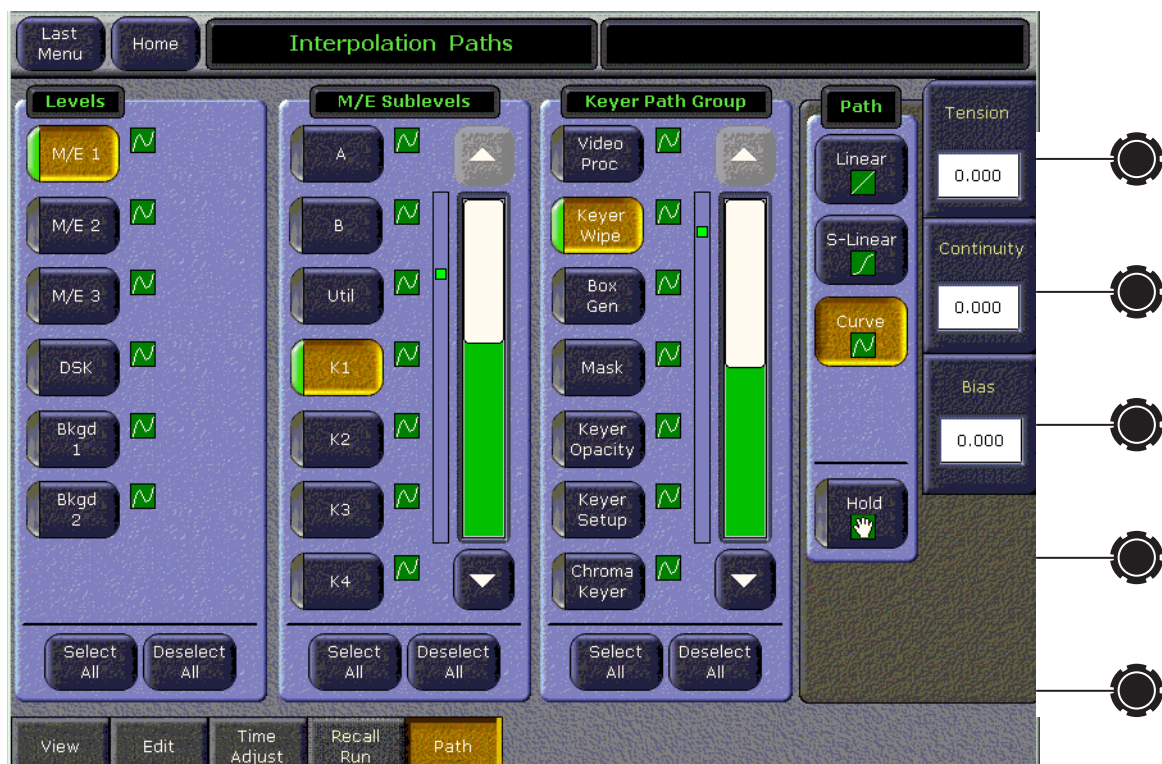 Last
Menu
Home
Interpolation Paths
Levels
M/E 1
M/E 2
M/E 3
DSK
Bkgd
1
Bkgd
2
Select
All
Deselect
All
M/E Sublevels
A
B
Util
K1
K2
K3
K4
Select
All
Deselect
All
Keyer Path Group
Video
Proc
Keyer
Wipe
Box
Gen
Mask
Keyer
Opacity
Keyer
Setup
Chroma
Keyer
Select
All
Deselect
All
Path
Linear
S-Linear
Curve
Hold
Tension
0.000
Continuity
0.000
Bias
0.000
View
Edit
Time
Adjust
Recall
Run
Path